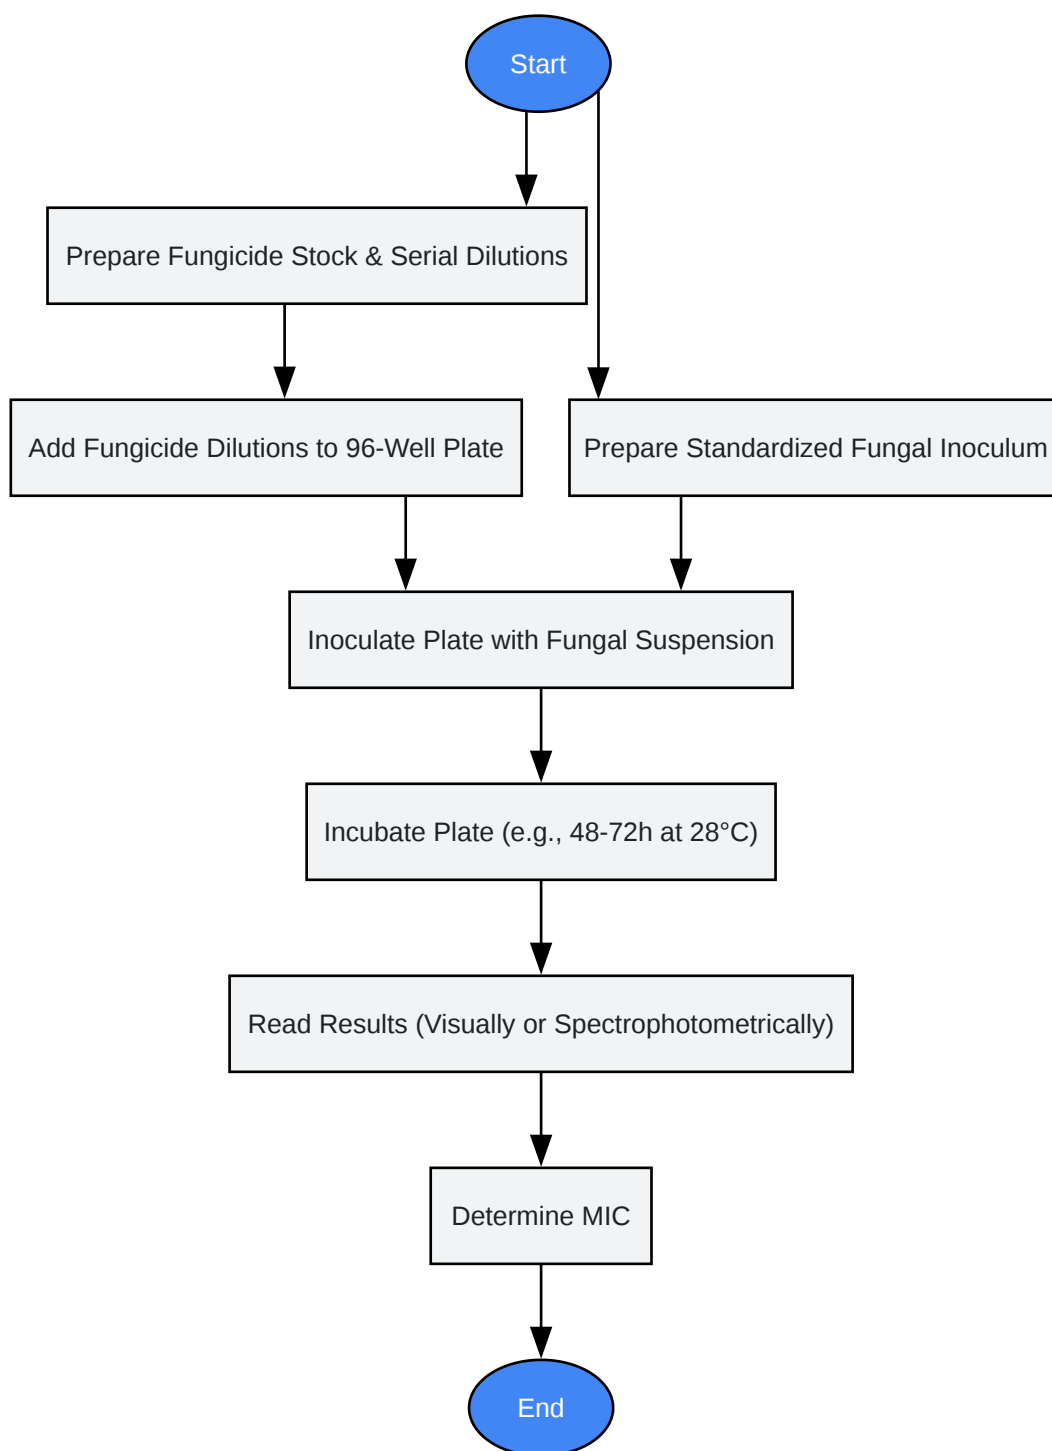 Start
Prepare Fungicide Stock & Serial Dilutions
Add Fungicide Dilutions to 96-Well Plate
Prepare Standardized Fungal Inoculum
Inoculate Plate with Fungal Suspension
Incubate Plate (e.g., 48-72h at 28°C)
Read Results (Visually or Spectrophotometrically)
Determine MIC
End